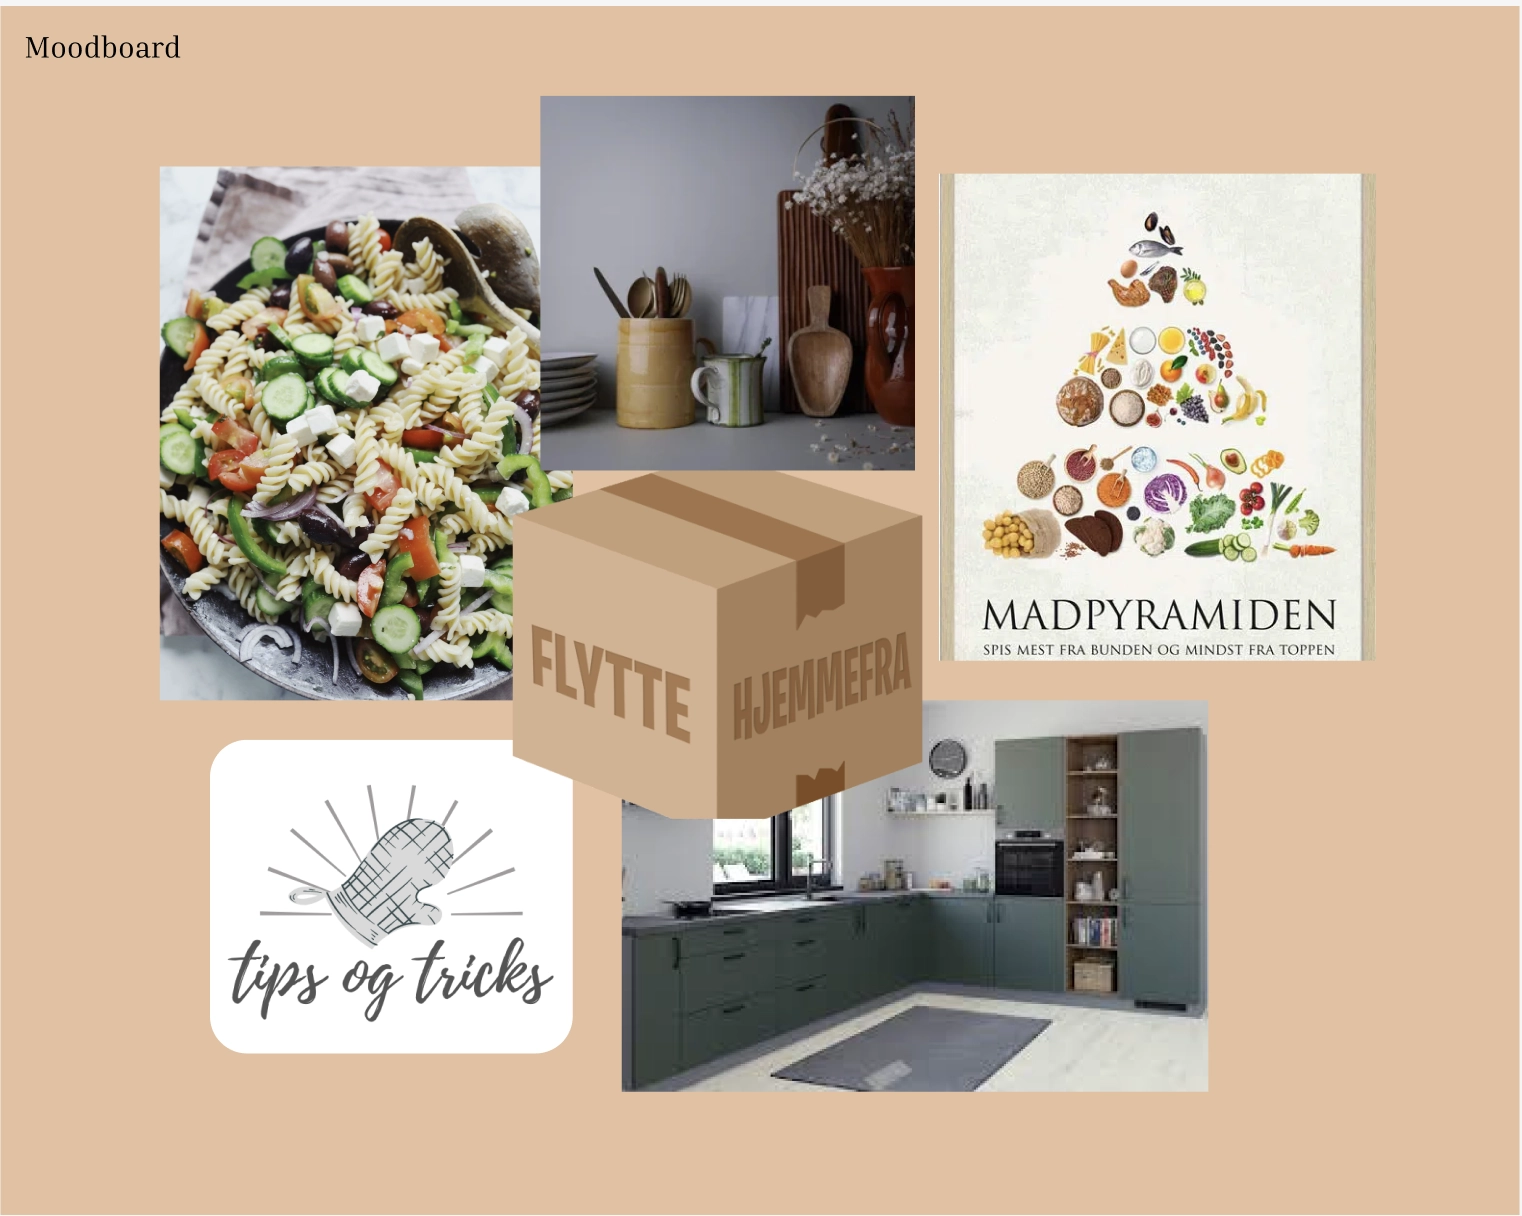 Moodboard
MADPYRAMIDEN
SPIS MEST FRA BUNDEN OG MINDST FRA TOPPEN
FLYTTE
HJEMMEFRA
tips og tricks